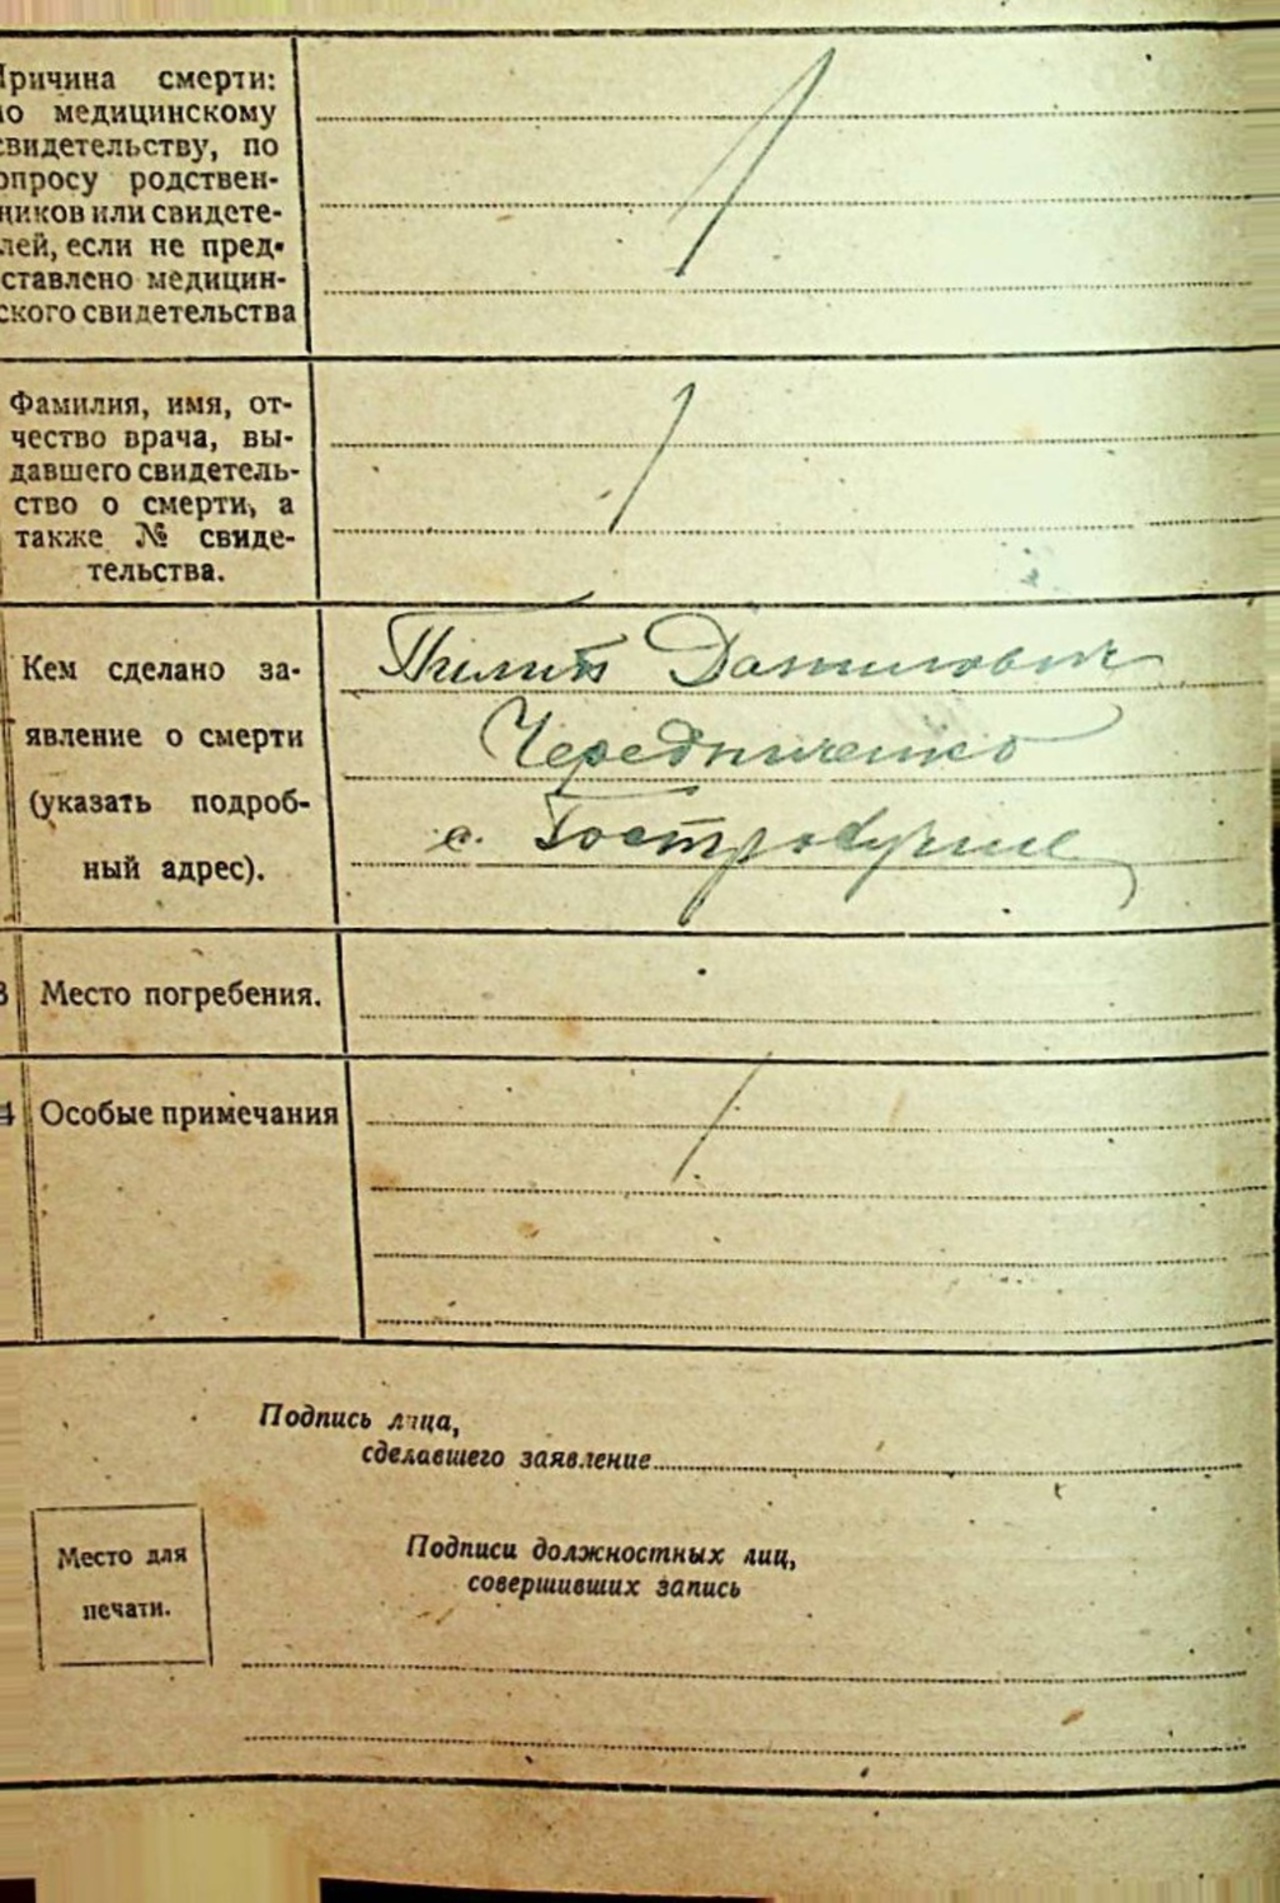 Причина смерти:
по медицинскому
свидетельству, по
опросу родствен-
ников или свидете-
лей, если не пред-
ставлено медицин-
ского свидетельства
Фамилия, имя, от-
чество врача, вы-
давшего свидетель-
ство о смерти, а
также № свиде-
тельства.
Кем сделано за-
явление о смерти
(указать подроб-
ный адрес).
Данилович
Чередниченко
с.
3 Место погребения.
4 Особые примечания
Подпись лица,
сделавшего заявление
Место для
печати.
Подписи должностных лиц,
совершивших запись